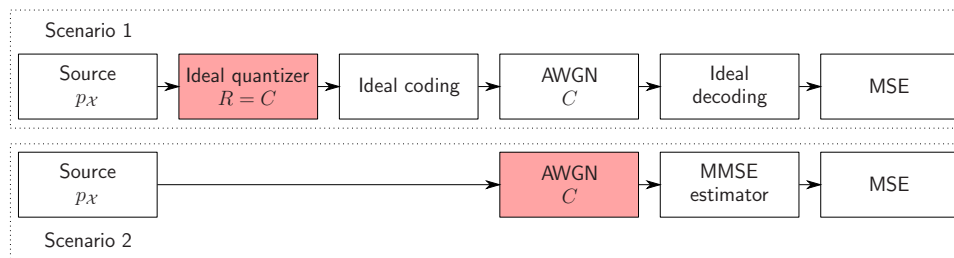 Scenario 1
Source
p_𝒳
Ideal quantizer
R = C
Ideal coding
AWGN
C
Ideal
decoding
MSE
Source
p_𝒳
AWGN
C
MMSE
estimator
MSE
Scenario 2